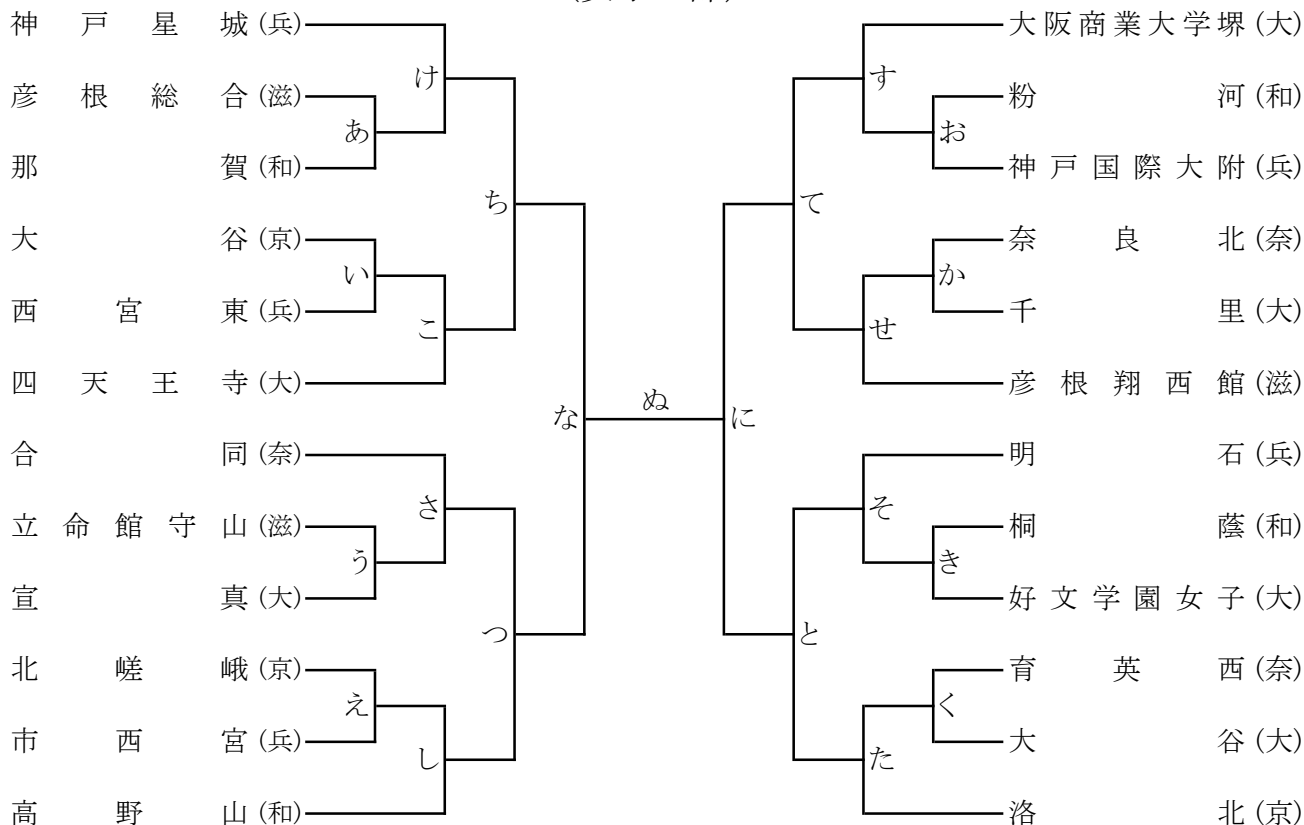 神戸星城(兵) 大阪商業大学堺(大)
け す
彦根総合(滋) 粉河(和)
あ お
那賀(和) 神戸国際大附(兵)
ち て
大谷(京) 奈良北(奈)
い か
西宮東(兵) 千里(大)
こ せ
四天王寺(大) 彦根翔西館(滋)
な ぬ に
合同(奈) 明石(兵)
さ そ
立命館守山(滋) 桐蔭(和)
う き
宣真(大) 好文学園女子(大)
つ と
北嵯峨(京) 育英西(奈)
え く
市西宮(兵) 大谷(大)
し た
高野山(和) 洛北(京)